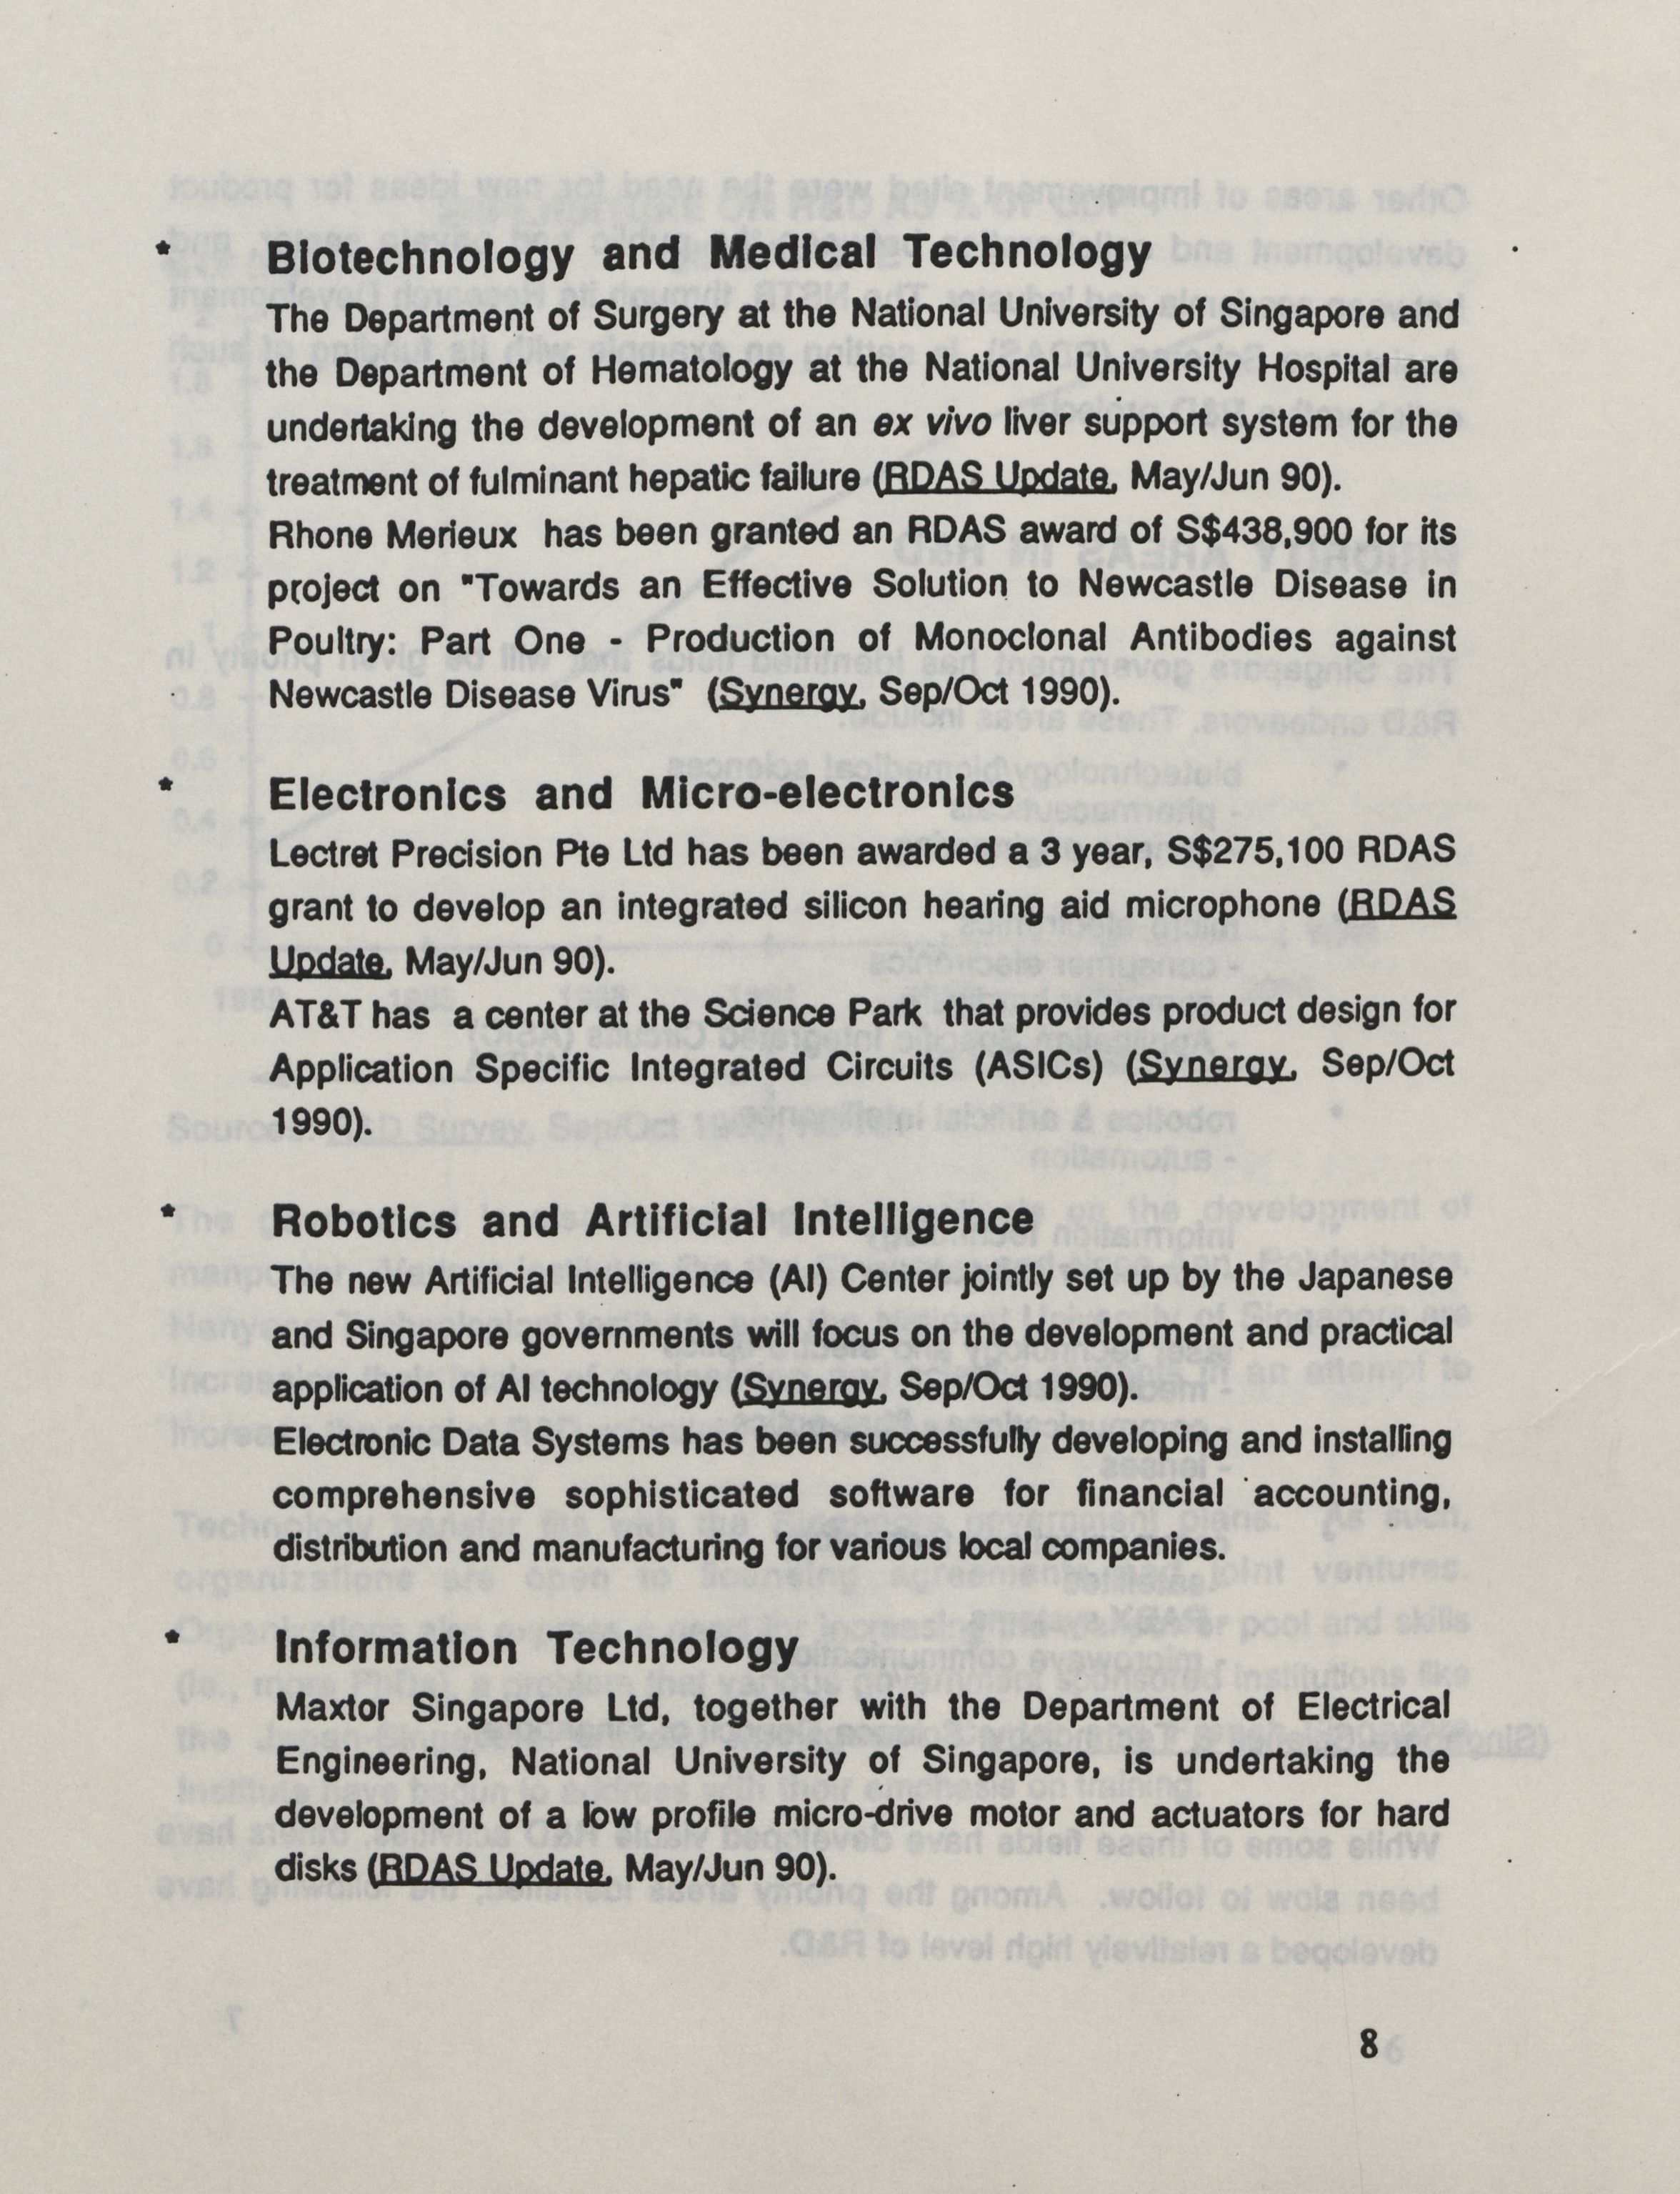 * Biotechnology and Medical Technology
The Department of Surgery at the National University of Singapore and
the Department of Hematology at the National University Hospital are
undertaking the development of an ex vivo liver support system for the
treatment of fulminant hepatic failure (RDAS Update, May/Jun 90).
Rhone Merieux has been granted an RDAS award of S$438,900 for its
project on "Towards an Effective Solution to Newcastle Disease in
Poultry: Part One - Production of Monoclonal Antibodies against
Newcastle Disease Virus" (Synergy, Sep/Oct 1990).
* Electronics and Micro-electronics
Lectret Precision Pte Ltd has been awarded a 3 year, S$275,100 RDAS
grant to develop an integrated silicon hearing aid microphone (RDAS
Update, May/Jun 90).
AT&T has a center at the Science Park that provides product design for
Application Specific Integrated Circuits (ASICs) (Synergy, Sep/Oct
1990).
* Robotics and Artificial Intelligence
The new Artificial Intelligence (AI) Center jointly set up by the Japanese
and Singapore governments will focus on the development and practical
application of AI technology (Synergy, Sep/Oct 1990).
Electronic Data Systems has been successfully developing and installing
comprehensive sophisticated software for financial accounting,
distribution and manufacturing for various local companies.
* Information Technology
Maxtor Singapore Ltd, together with the Department of Electrical
Engineering, National University of Singapore, is undertaking the
development of a low profile micro-drive motor and actuators for hard
disks (RDAS Update, May/Jun 90).
8